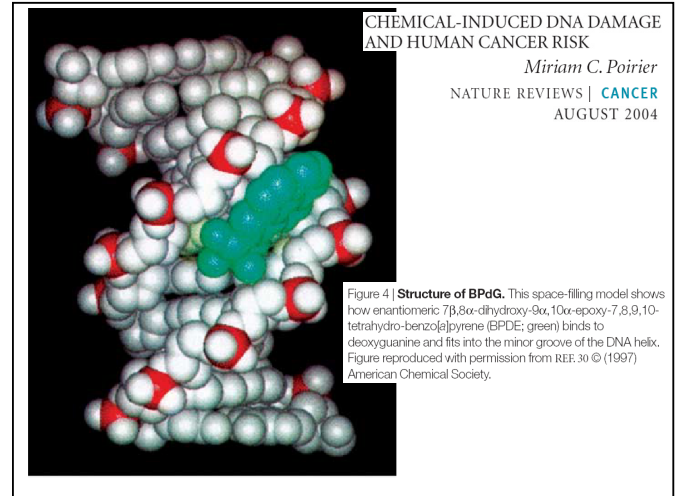 CHEMICAL-INDUCED DNA DAMAGE
AND HUMAN CANCER RISK
Miriam C. Poirier
NATURE REVIEWS | CANCER
AUGUST 2004
Figure 4 | Structure of BPdG. This space-filling model shows
how enantiomeric 7β,8α-dihydroxy-9α,10α-epoxy-7,8,9,10-
tetrahydro-benzo[a]pyrene (BPDE; green) binds to
deoxyguanine and fits into the minor groove of the DNA helix.
Figure reproduced with permission from REF. 30 © (1997)
American Chemical Society.